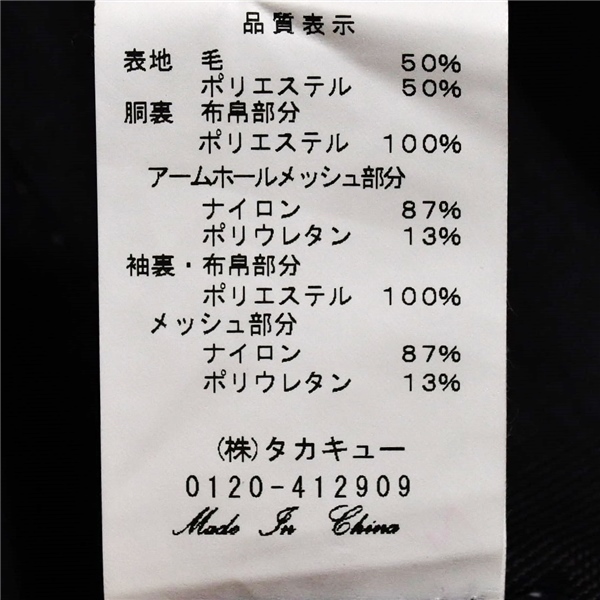 品質表示
表地 毛 50%
ポリエステル 50%
胴裏 布帛部分
ポリエステル 100%
アームホールメッシュ部分
ナイロン 87%
ポリウレタン 13%
袖裏・布帛部分
ポリエステル 100%
メッシュ部分
ナイロン 87%
ポリウレタン 13%
(株)タカキュー
0120-412909
Made In China